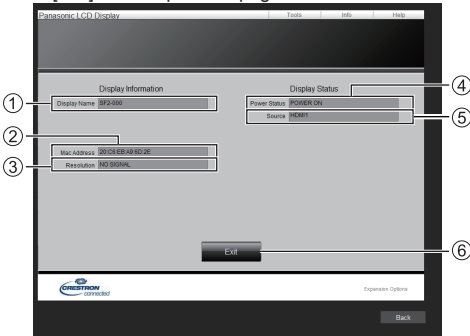 Panasonic LCD Display
Tools Info Help
Display Information
Display Status
① Display Name SF2-000
Power Status POWER ON ④
Source HDMI1 ⑤
②
Mac Address 20:C6:EB:A9:6D:2E
③ Resolution NO SIGNAL
Exit ⑥
CRESTRON
connected
Expansion Options
Back